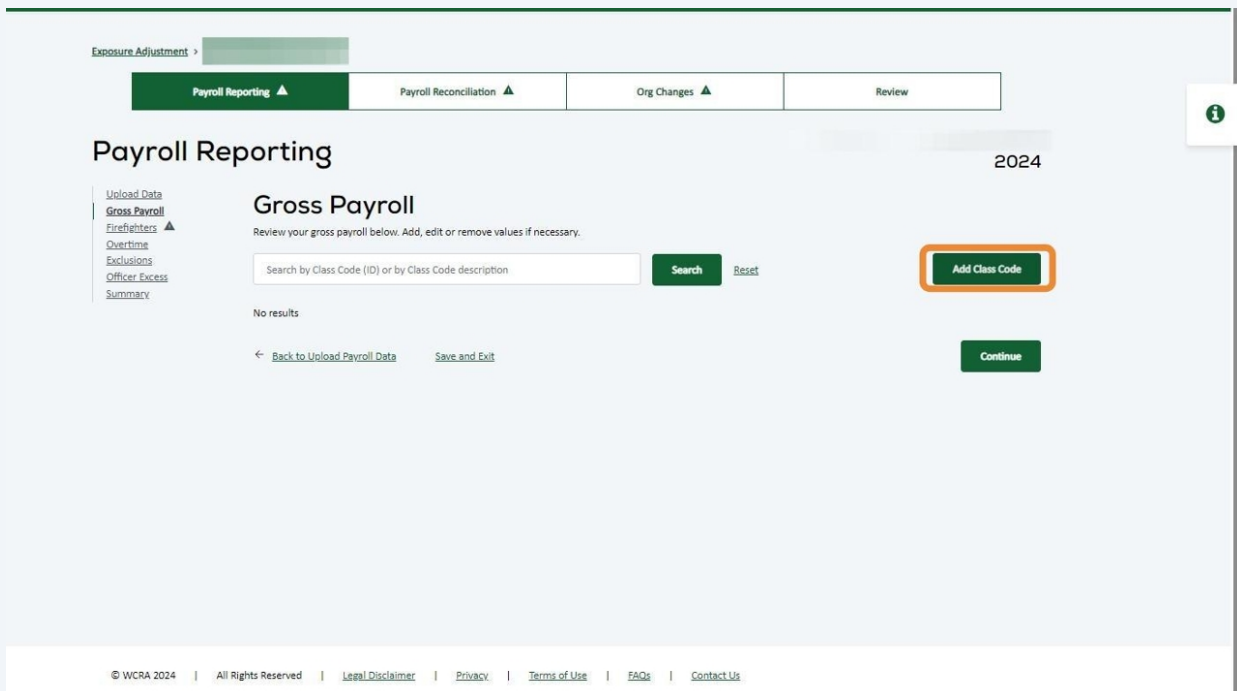 Exposure Adjustment >
Payroll Reporting
Payroll Reconciliation
Org Changes
Review
Payroll Reporting
2024
Upload Data
Gross Payroll
Firefighters
Overtime
Exclusions
Officer Excess
Summary
Gross Payroll
Review your gross payroll below. Add, edit or remove values if necessary.
Search by Class Code (ID) or by Class Code description
Search
Reset
Add Class Code
No results
← Back to Upload Payroll Data
Save and Exit
Continue
© WCRA 2024 | All Rights Reserved | Legal Disclaimer | Privacy | Terms of Use | FAQs | Contact Us